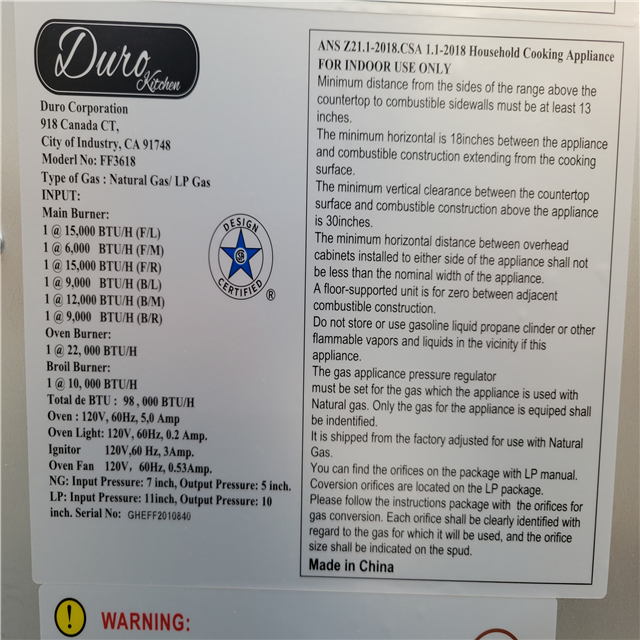 Duro
Kitchen
Duro Corporation
918 Canada CT,
City of Industry, CA 91748
Moderl No: FF3618
Type of Gas : Natural Gas/ LP Gas
INPUT:
Main Burner:
1 @ 15,000 BTU/H (F/L)
1 @ 6,000 BTU/H (F/M)
1 @ 15,000 BTU/H (F/R)
1 @ 9,000 BTU/H (B/L)
1 @ 12,000 BTU/H (B/M)
1 @ 9,000 BTU/H (B/R)
Oven Burner:
1 @ 22, 000 BTU/H
Broil Burner:
1 @ 10, 000 BTU/H
Total de BTU : 98 , 000 BTU/H
Oven : 120V, 60Hz, 5,0 Amp
Oven Light: 120V, 60Hz, 0.2 Amp.
Ignitor 120V,60 Hz, 3Amp.
Oven Fan 120V, 60Hz, 0.53Amp.
NG: Input Pressure: 7 inch, Output Pressure: 5 inch.
LP: Input Pressure: 11inch, Output Pressure: 10
inch. Serial No: GHEFF2010840
DESIGN
CERTIFIED
®
ANS Z21.1-2018.CSA 1.1-2018 Household Cooking Appliance
FOR INDOOR USE ONLY
Minimum distance from the sides of the range above the
countertop to combustible sidewalls must be at least 13
inches.
The minimum horizontal is 18inches between the appliance
and combustible construction extending from the cooking
surface.
The minimum vertical clearance between the countertop
surface and combustible construction above the appliance
is 30inches.
The minimum horizontal distance between overhead
cabinets installed to either side of the appliance shall not
be less than the nominal width of the appliance.
A floor-supported unit is for zero between adjacent
combustible construction.
Do not store or use gasoline liquid propane clinder or other
flammable vapors and liquids in the vicinity if this
appliance.
The gas applicance pressure regulator
must be set for the gas which the appliance is used with
Natural gas. Only the gas for the appliance is equiped shall
be indentified.
It is shipped from the factory adjusted for use with Natural
Gas.
You can find the orifices on the package with LP manual.
Coversion orifices are located on the LP package.
Please follow the instructions package with the orifices for
gas conversion. Each orifice shall be clearly identified with
regard to the gas for which it will be used, and the orifice
size shall be indicated on the spud.
Made in China
WARNING: